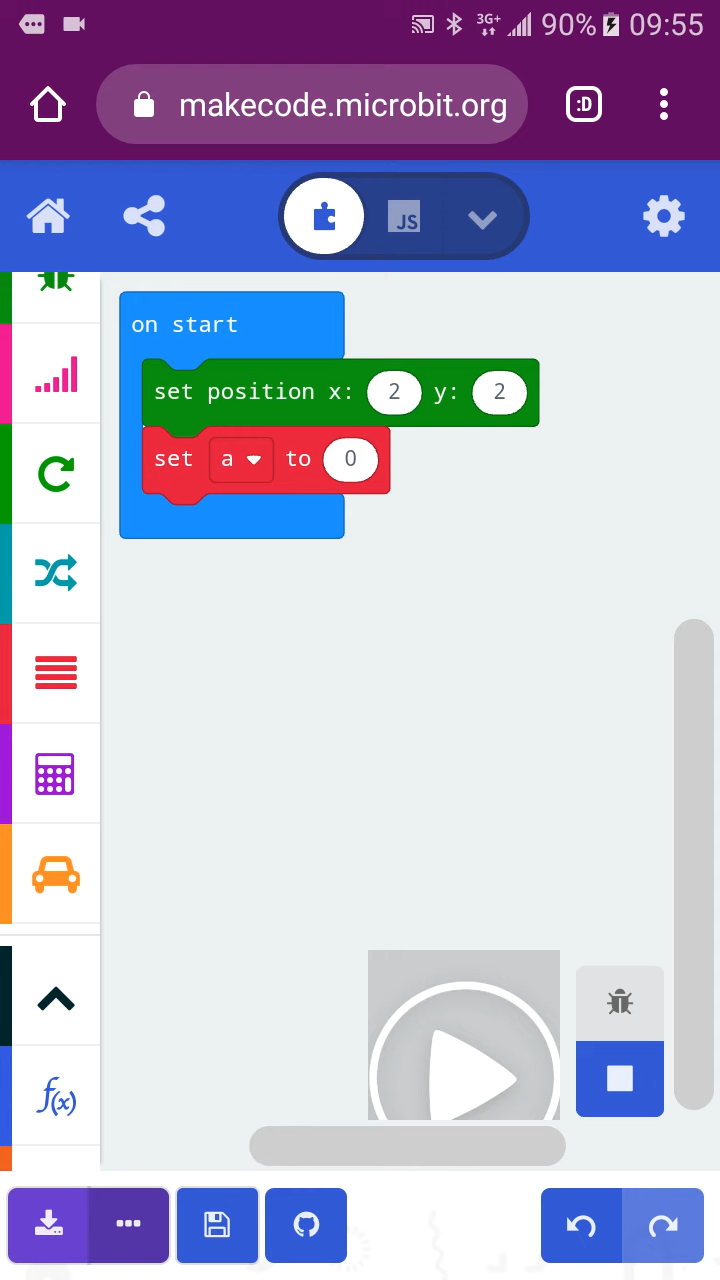 3G+ 90% 09:55
makecode.microbit.org :D
JS
on start
set position x: 2 y: 2
set a to 0
f(x)